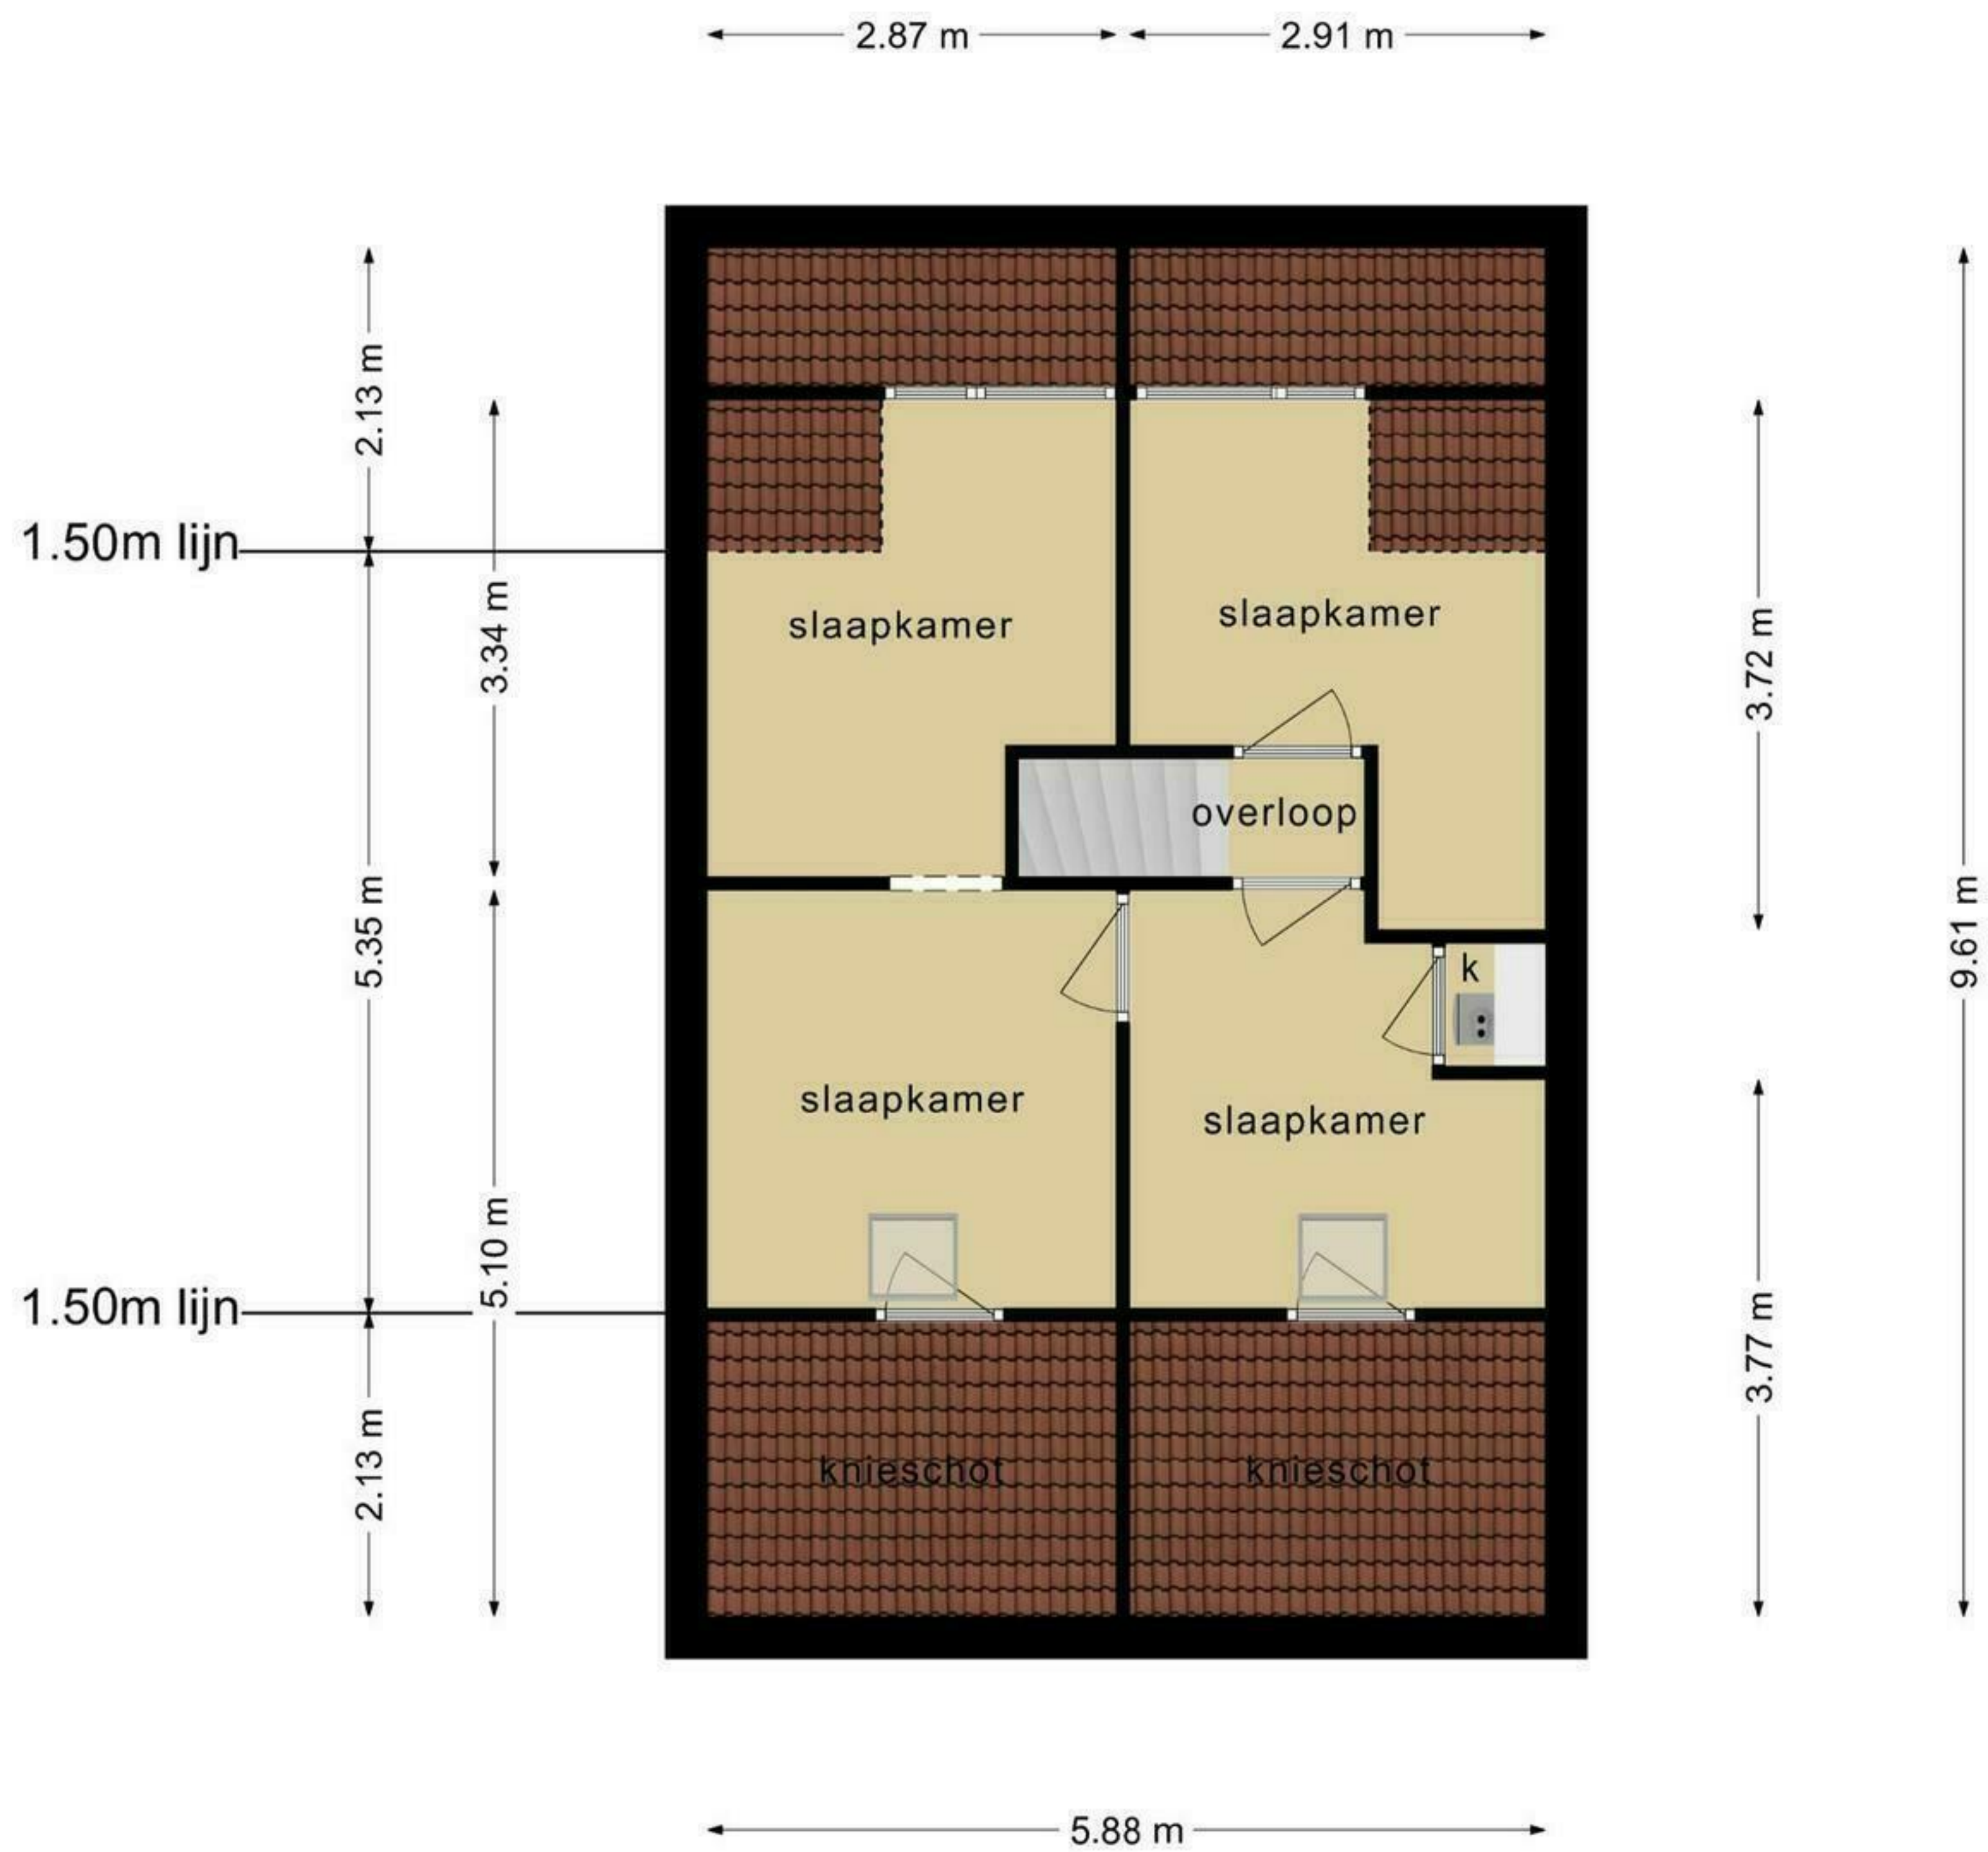 2.87 m
2.91 m
2.13 m
1.50m lijn
3.34 m
slaapkamer
slaapkamer
3.72 m
overloop
5.35 m
9.61 m
k
slaapkamer
slaapkamer
5.10 m
1.50m lijn
3.77 m
2.13 m
knieschot
knieschot
5.88 m